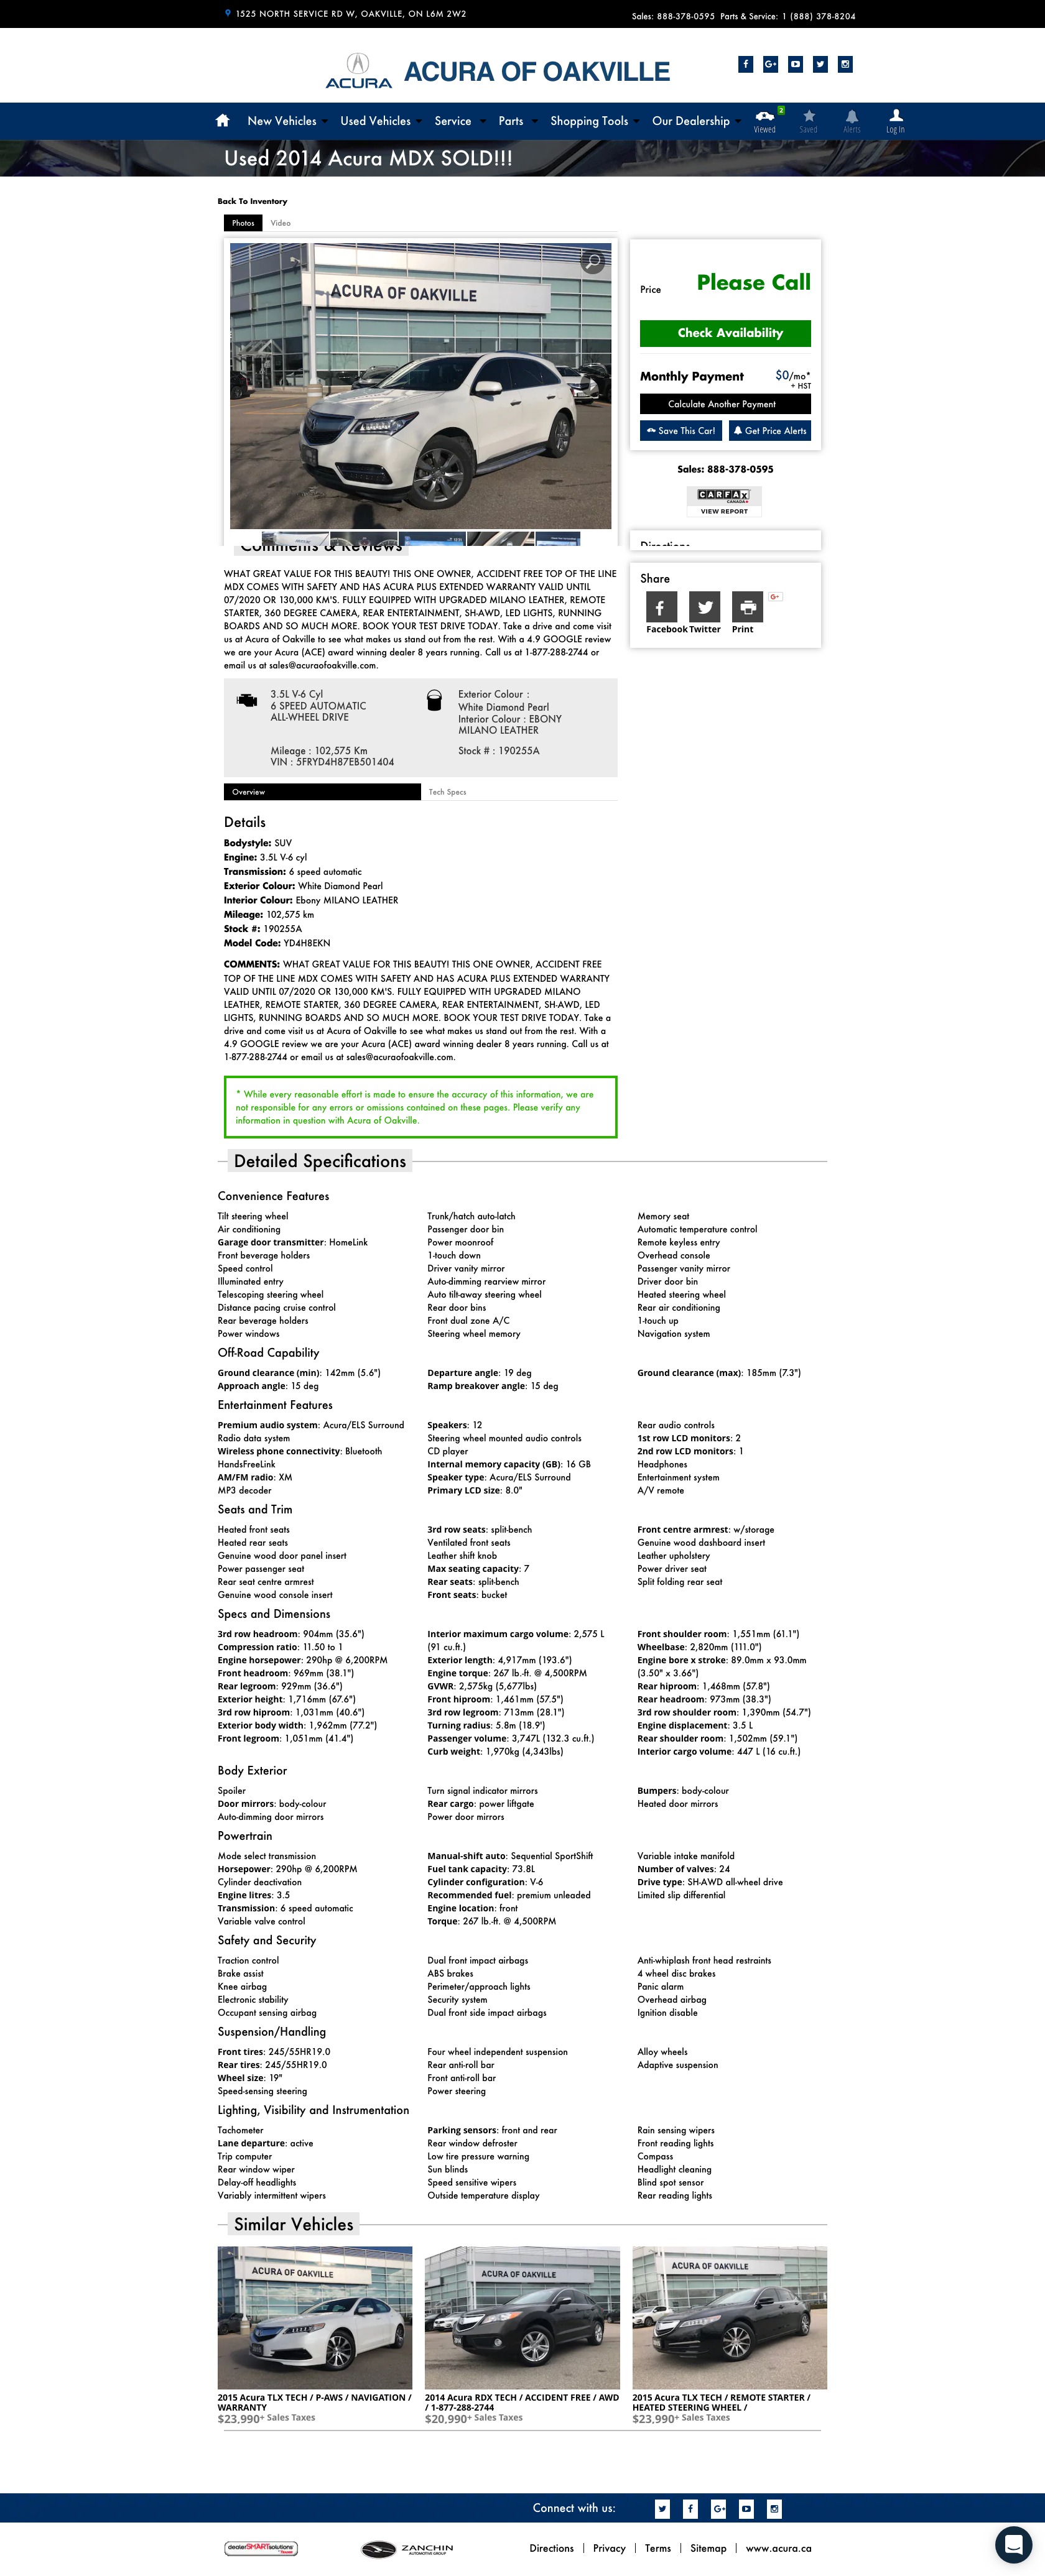 1525 NORTH SERVICE RD W, OAKVILLE, ON L6M 2W2
Sales: 888-378-0595 Parts & Service: 1 (888) 378-8204
ACURA
ACURA OF OAKVILLE
New Vehicles
Used Vehicles
Service
Parts
Shopping Tools
Our Dealership
2
Viewed
Saved
Alerts
Log In
Used 2014 Acura MDX SOLD!!!
Back To Inventory
Photos
Video
ACURA OF OAKVILLE
Price
Please Call
Check Availability
Monthly Payment
$0/mo*
+ HST
Calculate Another Payment
Save This Car!
Get Price Alerts
Sales: 888-378-0595
CARFAX
CANADA
VIEW REPORT
Directions
Share
Facebook
Twitter
Print
G+
Comments & Reviews
WHAT GREAT VALUE FOR THIS BEAUTY! THIS ONE OWNER, ACCIDENT FREE TOP OF THE LINE
MDX COMES WITH SAFETY AND HAS ACURA PLUS EXTENDED WARRANTY VALID UNTIL
07/2020 OR 130,000 KM'S. FULLY EQUIPPED WITH UPGRADED MILANO LEATHER, REMOTE
STARTER, 360 DEGREE CAMERA, REAR ENTERTAINMENT, SH-AWD, LED LIGHTS, RUNNING
BOARDS AND SO MUCH MORE. BOOK YOUR TEST DRIVE TODAY. Take a drive and come visit
us at Acura of Oakville to see what makes us stand out from the rest. With a 4.9 GOOGLE review
we are your Acura (ACE) award winning dealer 8 years running. Call us at 1-877-288-2744 or
email us at sales@acuraofoakville.com.
3.5L V-6 Cyl
6 SPEED AUTOMATIC
ALL-WHEEL DRIVE
Mileage : 102,575 Km
VIN : 5FRYD4H87EB501404
Exterior Colour :
White Diamond Pearl
Interior Colour : EBONY
MILANO LEATHER
Stock # : 190255A
Overview
Tech Specs
Details
Bodystyle: SUV
Engine: 3.5L V-6 cyl
Transmission: 6 speed automatic
Exterior Colour: White Diamond Pearl
Interior Colour: Ebony MILANO LEATHER
Mileage: 102,575 km
Stock #: 190255A
Model Code: YD4H8EKN
COMMENTS: WHAT GREAT VALUE FOR THIS BEAUTY! THIS ONE OWNER, ACCIDENT FREE
TOP OF THE LINE MDX COMES WITH SAFETY AND HAS ACURA PLUS EXTENDED WARRANTY
VALID UNTIL 07/2020 OR 130,000 KM'S. FULLY EQUIPPED WITH UPGRADED MILANO
LEATHER, REMOTE STARTER, 360 DEGREE CAMERA, REAR ENTERTAINMENT, SH-AWD, LED
LIGHTS, RUNNING BOARDS AND SO MUCH MORE. BOOK YOUR TEST DRIVE TODAY. Take a
drive and come visit us at Acura of Oakville to see what makes us stand out from the rest. With a
4.9 GOOGLE review we are your Acura (ACE) award winning dealer 8 years running. Call us at
1-877-288-2744 or email us at sales@acuraofoakville.com.
* While every reasonable effort is made to ensure the accuracy of this information, we are
not responsible for any errors or omissions contained on these pages. Please verify any
information in question with Acura of Oakville.
Detailed Specifications
Convenience Features
Tilt steering wheel
Air conditioning
Garage door transmitter: HomeLink
Front beverage holders
Speed control
Illuminated entry
Telescoping steering wheel
Distance pacing cruise control
Rear beverage holders
Power windows
Trunk/hatch auto-latch
Passenger door bin
Power moonroof
1-touch down
Driver vanity mirror
Auto-dimming rearview mirror
Auto tilt-away steering wheel
Rear door bins
Front dual zone A/C
Steering wheel memory
Memory seat
Automatic temperature control
Remote keyless entry
Overhead console
Passenger vanity mirror
Driver door bin
Heated steering wheel
Rear air conditioning
1-touch up
Navigation system
Off-Road Capability
Ground clearance (min): 142mm (5.6")
Approach angle: 15 deg
Departure angle: 19 deg
Ramp breakover angle: 15 deg
Ground clearance (max): 185mm (7.3")
Entertainment Features
Premium audio system: Acura/ELS Surround
Radio data system
Wireless phone connectivity: Bluetooth
HandsFreeLink
AM/FM radio: XM
MP3 decoder
Speakers: 12
Steering wheel mounted audio controls
CD player
Internal memory capacity (GB): 16 GB
Speaker type: Acura/ELS Surround
Primary LCD size: 8.0"
Rear audio controls
1st row LCD monitors: 2
2nd row LCD monitors: 1
Headphones
Entertainment system
A/V remote
Seats and Trim
Heated front seats
Heated rear seats
Genuine wood door panel insert
Power passenger seat
Rear seat centre armrest
Genuine wood console insert
3rd row seats: split-bench
Ventilated front seats
Leather shift knob
Max seating capacity: 7
Rear seats: split-bench
Front seats: bucket
Front centre armrest: w/storage
Genuine wood dashboard insert
Leather upholstery
Power driver seat
Split folding rear seat
Specs and Dimensions
3rd row headroom: 904mm (35.6")
Compression ratio: 11.50 to 1
Engine horsepower: 290hp @ 6,200RPM
Front headroom: 969mm (38.1")
Rear legroom: 929mm (36.6")
Exterior height: 1,716mm (67.6")
3rd row hiproom: 1,031mm (40.6")
Exterior body width: 1,962mm (77.2")
Front legroom: 1,051mm (41.4")
Interior maximum cargo volume: 2,575 L
(91 cu.ft.)
Exterior length: 4,917mm (193.6")
Engine torque: 267 lb.-ft. @ 4,500RPM
GVWR: 2,575kg (5,677lbs)
Front hiproom: 1,461mm (57.5")
3rd row legroom: 713mm (28.1")
Turning radius: 5.8m (18.9')
Passenger volume: 3,747L (132.3 cu.ft.)
Curb weight: 1,970kg (4,343lbs)
Front shoulder room: 1,551mm (61.1")
Wheelbase: 2,820mm (111.0")
Engine bore x stroke: 89.0mm x 93.0mm
(3.50" x 3.66")
Rear hiproom: 1,468mm (57.8")
Rear headroom: 973mm (38.3")
3rd row shoulder room: 1,390mm (54.7")
Engine displacement: 3.5 L
Rear shoulder room: 1,502mm (59.1")
Interior cargo volume: 447 L (16 cu.ft.)
Body Exterior
Spoiler
Door mirrors: body-colour
Auto-dimming door mirrors
Turn signal indicator mirrors
Rear cargo: power liftgate
Power door mirrors
Bumpers: body-colour
Heated door mirrors
Powertrain
Mode select transmission
Horsepower: 290hp @ 6,200RPM
Cylinder deactivation
Engine litres: 3.5
Transmission: 6 speed automatic
Variable valve control
Manual-shift auto: Sequential SportShift
Fuel tank capacity: 73.8L
Cylinder configuration: V-6
Recommended fuel: premium unleaded
Engine location: front
Torque: 267 lb.-ft. @ 4,500RPM
Variable intake manifold
Number of valves: 24
Drive type: SH-AWD all-wheel drive
Limited slip differential
Safety and Security
Traction control
Brake assist
Knee airbag
Electronic stability
Occupant sensing airbag
Dual front impact airbags
ABS brakes
Perimeter/approach lights
Security system
Dual front side impact airbags
Anti-whiplash front head restraints
4 wheel disc brakes
Panic alarm
Overhead airbag
Ignition disable
Suspension/Handling
Front tires: 245/55HR19.0
Rear tires: 245/55HR19.0
Wheel size: 19"
Speed-sensing steering
Four wheel independent suspension
Rear anti-roll bar
Front anti-roll bar
Power steering
Alloy wheels
Adaptive suspension
Lighting, Visibility and Instrumentation
Tachometer
Lane departure: active
Trip computer
Rear window wiper
Delay-off headlights
Variably intermittent wipers
Parking sensors: front and rear
Rear window defroster
Low tire pressure warning
Sun blinds
Speed sensitive wipers
Outside temperature display
Rain sensing wipers
Front reading lights
Compass
Headlight cleaning
Blind spot sensor
Rear reading lights
Similar Vehicles
ACURA OF OAKVILLE
ACURA OF OAKVILLE
ACURA OF OAKVILLE
2015 Acura TLX TECH / P-AWS / NAVIGATION /
WARRANTY
$23,990+ Sales Taxes
2014 Acura RDX TECH / ACCIDENT FREE / AWD
/ 1-877-288-2744
$20,990+ Sales Taxes
2015 Acura TLX TECH / REMOTE STARTER /
HEATED STEERING WHEEL /
$23,990+ Sales Taxes
Connect with us:
dealerSMARTsolutions
ZANCHIN
AUTOMOTIVE GROUP
Directions | Privacy | Terms | Sitemap | www.acura.ca